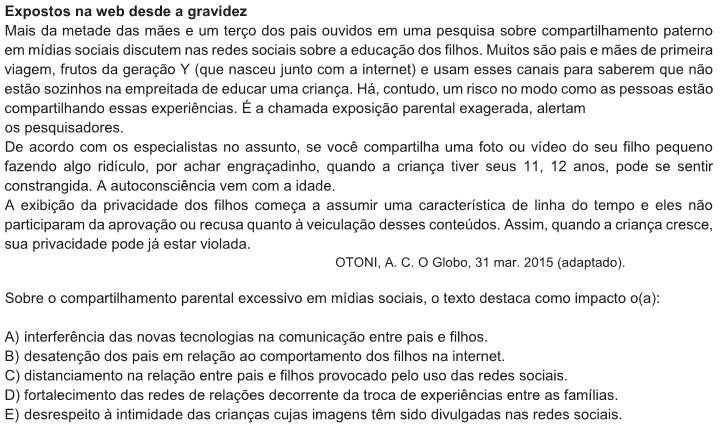 Expostos na web desde a gravidez
Mais da metade das mães e um terço dos pais ouvidos em uma pesquisa sobre compartilhamento paterno
em mídias sociais discutem nas redes sociais sobre a educação dos filhos. Muitos são pais e mães de primeira
viagem, frutos da geração Y (que nasceu junto com a internet) e usam esses canais para saberem que não
estão sozinhos na empreitada de educar uma criança. Há, contudo, um risco no modo como as pessoas estão
compartilhando essas experiências. É a chamada exposição parental exagerada, alertam
os pesquisadores.
De acordo com os especialistas no assunto, se você compartilha uma foto ou vídeo do seu filho pequeno
fazendo algo ridículo, por achar engraçadinho, quando a criança tiver seus 11, 12 anos, pode se sentir
constrangida. A autoconsciência vem com a idade.
A exibição da privacidade dos filhos começa a assumir uma característica de linha do tempo e eles não
participaram da aprovação ou recusa quanto à veiculação desses conteúdos. Assim, quando a criança cresce,
sua privacidade pode já estar violada.
OTONI, A. C. O Globo, 31 mar. 2015 (adaptado).
Sobre o compartilhamento parental excessivo em mídias sociais, o texto destaca como impacto o(a):
A) interferência das novas tecnologias na comunicação entre pais e filhos.
B) desatenção dos pais em relação ao comportamento dos filhos na internet.
C) distanciamento na relação entre pais e filhos provocado pelo uso das redes sociais.
D) fortalecimento das redes de relações decorrente da troca de experiências entre as famílias.
E) desrespeito à intimidade das crianças cujas imagens têm sido divulgadas nas redes sociais.